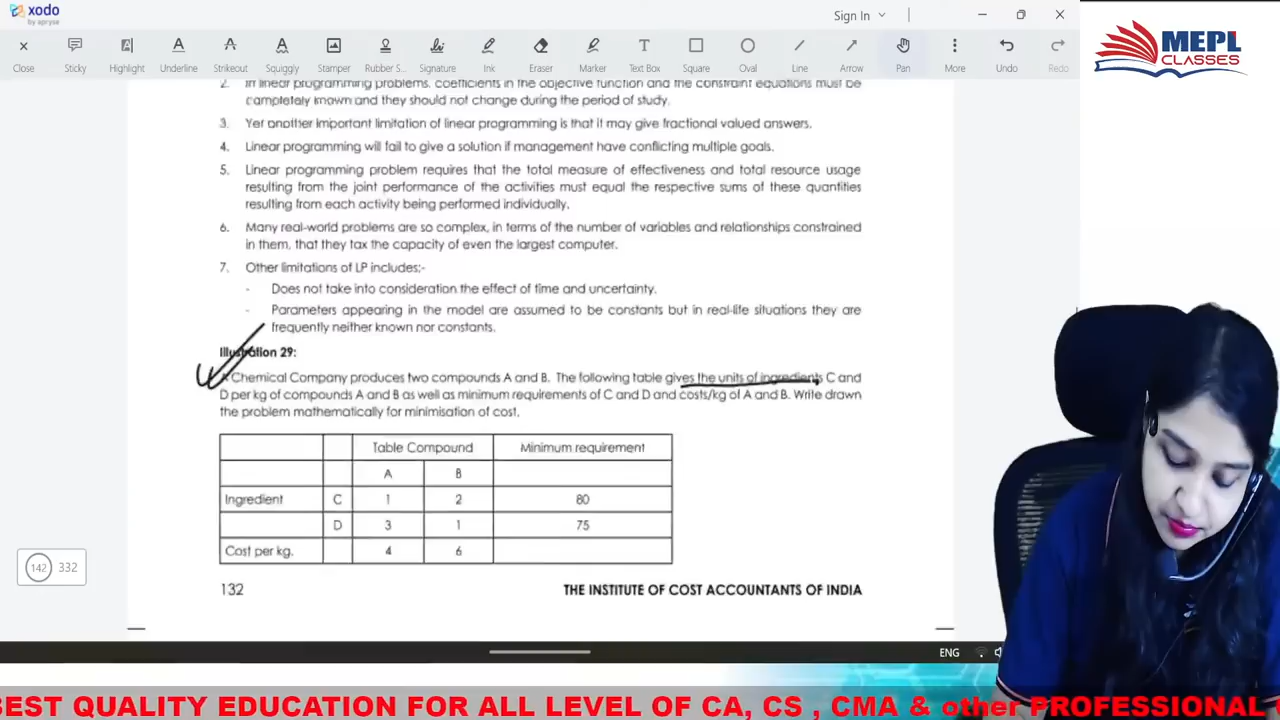 xodo
by apryse
Sign In
MEPL
CLASSES
Close
Sticky
Highlight
Underline
Strikeout
Squiggly
Stamper
Rubber
Signature
Ink
Eraser
Marker
Text Box
Square
Oval
Line
Arrow
Pan
More
Undo
Redo
2. In linear programming problems, coefficients in the objective function and the constraint equations must be
completely known and they should not change during the period of study.
3. Yet another important limitation of linear programming is that it may give fractional valued answers.
4. Linear programming will fail to give a solution if management have conflicting multiple goals.
5. Linear programming problem requires that the total measure of effectiveness and total resource usage
resulting from the joint performance of the activities must equal the respective sums of these quantities
resulting from each activity being performed individually.
6. Many real-world problems are so complex, in terms of the number of variables and relationships constrained
in them, that they tax the capacity of even the largest computer.
7. Other limitations of LP includes;-
- Does not take into consideration the effect of time and uncertainty.
- Parameters appearing in the model are assumed to be constants but in real-life situations they are
frequently neither known nor constants.
Illustration 29:
Chemical Company produces two compounds A and B. The following table gives the units of ingredients C and
D per kg of compounds A and B as well as minimum requirements of C and D and costs/kg of A and B. Write drawn
the problem mathematically for minimisation of cost.
Table Compound Minimum requirement
A B
Ingredient C 1 2 80
D 3 1 75
Cost per kg. 4 6
142 332
132 THE INSTITUTE OF COST ACCOUNTANTS OF INDIA
ENG
BEST QUALITY EDUCATION FOR ALL LEVEL OF CA, CS , CMA & other PROFESSIONAL